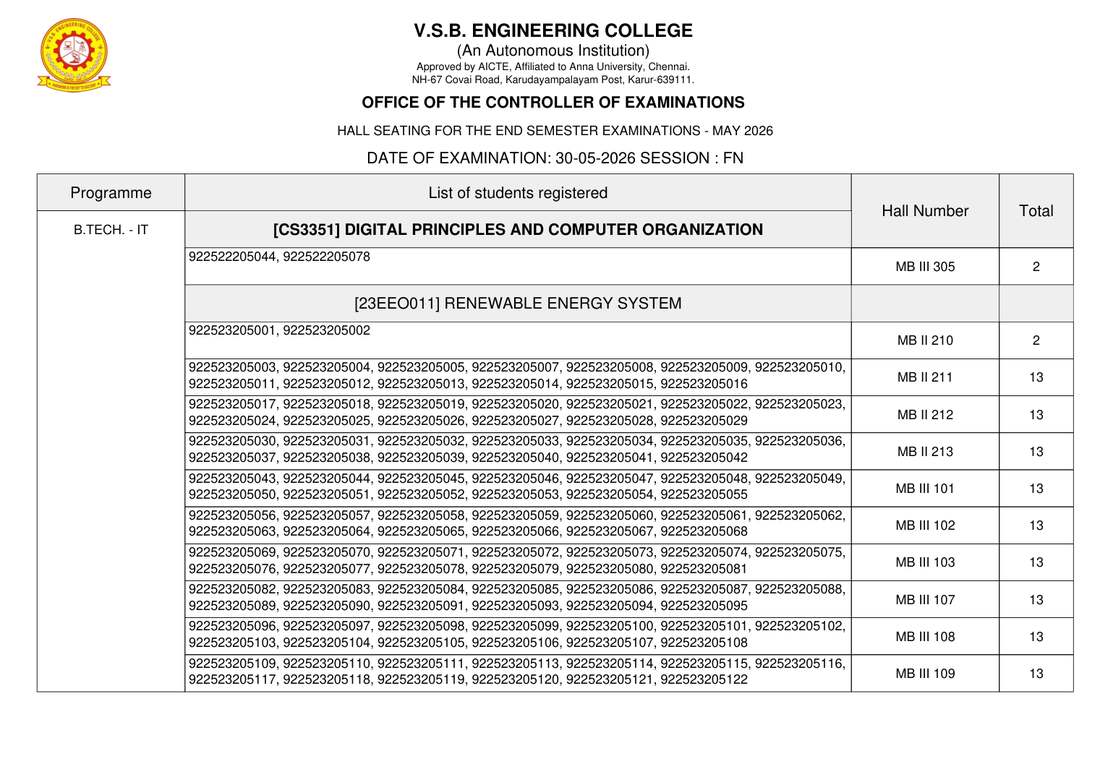 V.S.B. ENGINEERING COLLEGE
(An Autonomous Institution)
Approved by AICTE, Affiliated to Anna University, Chennai.
NH-67 Covai Road, Karudayampalayam Post, Karur-639111.
OFFICE OF THE CONTROLLER OF EXAMINATIONS
HALL SEATING FOR THE END SEMESTER EXAMINATIONS - MAY 2026
DATE OF EXAMINATION: 30-05-2026 SESSION : FN
Programme List of students registered Hall Number Total
B.TECH. - IT [CS3351] DIGITAL PRINCIPLES AND COMPUTER ORGANIZATION
922522205044, 922522205078 MB III 305 2
[23EEO011] RENEWABLE ENERGY SYSTEM
922523205001, 922523205002 MB II 210 2
922523205003, 922523205004, 922523205005, 922523205007, 922523205008, 922523205009, 922523205010,
922523205011, 922523205012, 922523205013, 922523205014, 922523205015, 922523205016 MB II 211 13
922523205017, 922523205018, 922523205019, 922523205020, 922523205021, 922523205022, 922523205023,
922523205024, 922523205025, 922523205026, 922523205027, 922523205028, 922523205029 MB II 212 13
922523205030, 922523205031, 922523205032, 922523205033, 922523205034, 922523205035, 922523205036,
922523205037, 922523205038, 922523205039, 922523205040, 922523205041, 922523205042 MB II 213 13
922523205043, 922523205044, 922523205045, 922523205046, 922523205047, 922523205048, 922523205049,
922523205050, 922523205051, 922523205052, 922523205053, 922523205054, 922523205055 MB III 101 13
922523205056, 922523205057, 922523205058, 922523205059, 922523205060, 922523205061, 922523205062,
922523205063, 922523205064, 922523205065, 922523205066, 922523205067, 922523205068 MB III 102 13
922523205069, 922523205070, 922523205071, 922523205072, 922523205073, 922523205074, 922523205075,
922523205076, 922523205077, 922523205078, 922523205079, 922523205080, 922523205081 MB III 103 13
922523205082, 922523205083, 922523205084, 922523205085, 922523205086, 922523205087, 922523205088,
922523205089, 922523205090, 922523205091, 922523205093, 922523205094, 922523205095 MB III 107 13
922523205096, 922523205097, 922523205098, 922523205099, 922523205100, 922523205101, 922523205102,
922523205103, 922523205104, 922523205105, 922523205106, 922523205107, 922523205108 MB III 108 13
922523205109, 922523205110, 922523205111, 922523205113, 922523205114, 922523205115, 922523205116,
922523205117, 922523205118, 922523205119, 922523205120, 922523205121, 922523205122 MB III 109 13